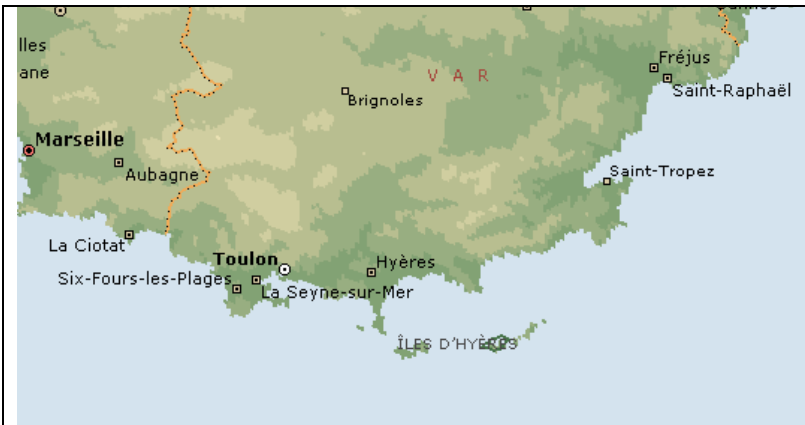 lles
ane
V A R
Fréjus
Saint-Raphaël
Brignoles
Marseille
Aubagne
Saint-Tropez
La Ciotat
Toulon
Hyères
Six-Fours-les-Plages
La Seyne-sur-Mer
ÎLES D'HYÈRES